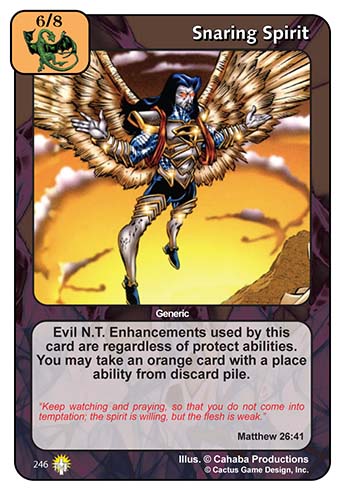 6/8
Snaring Spirit
Generic
Evil N.T. Enhancements used by this
card are regardless of protect abilities.
You may take an orange card with a place
ability from discard pile.
“Keep watching and praying, so that you do not come into
temptation; the spirit is willing, but the flesh is weak.”
Matthew 26:41
Illus. © Cahaba Productions
246
© Cactus Game Design, Inc.